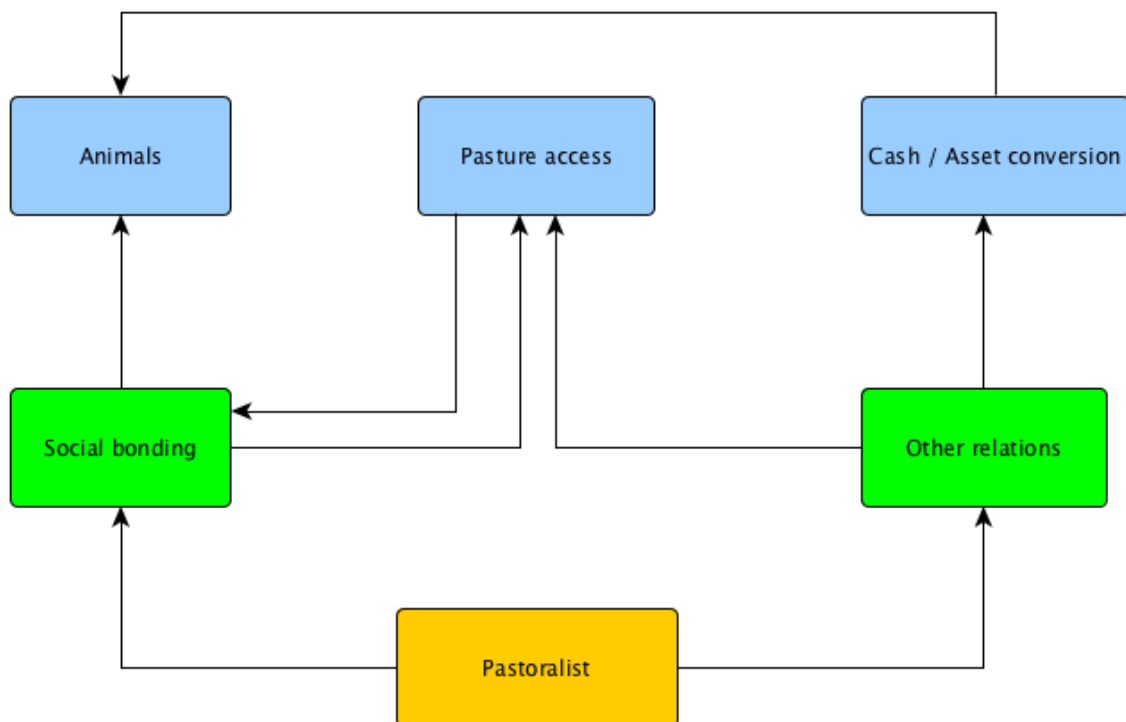 Animals
Pasture access
Cash / Asset conversion
Social bonding
Other relations
Pastoralist